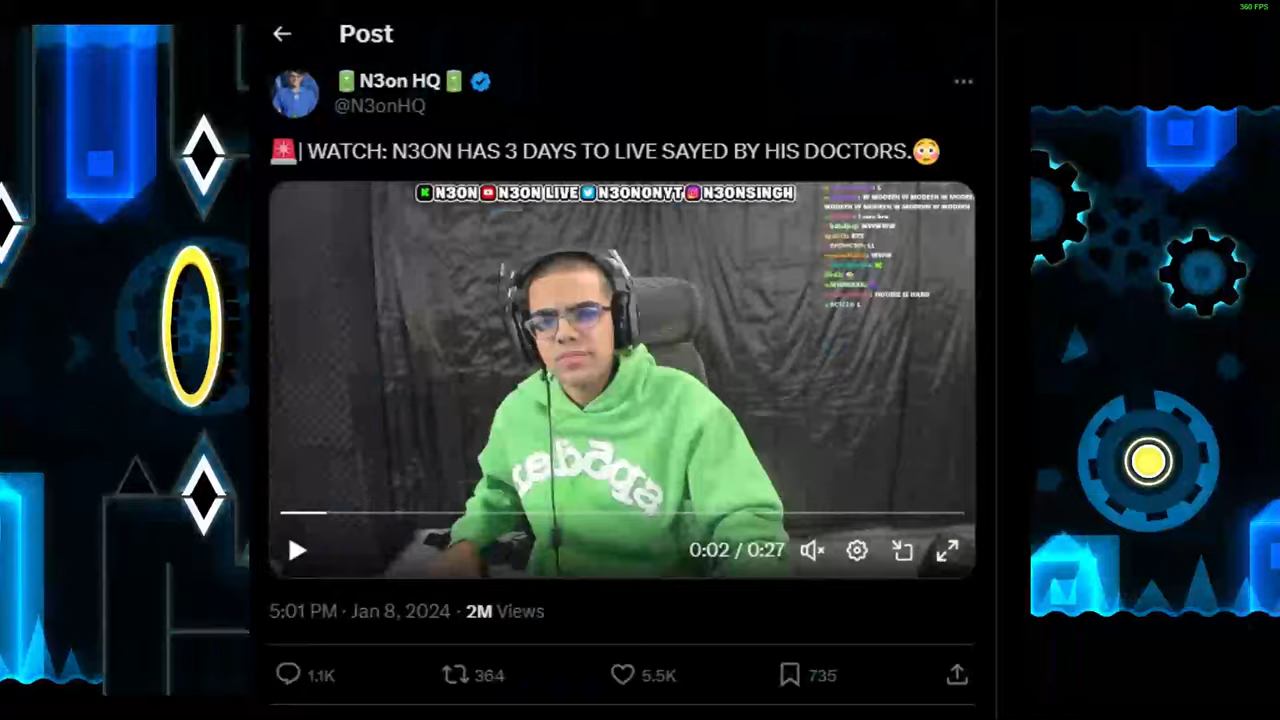 360 FPS
Post
N3on HQ
@N3onHQ
| WATCH: N3ON HAS 3 DAYS TO LIVE SAYED BY HIS DOCTORS.
N3ON N3ON LIVE N3ONONYT N3ONSINGH
0:02 / 0:27
5:01 PM · Jan 8, 2024 · 2M Views
1.1K 364 5.5K 735